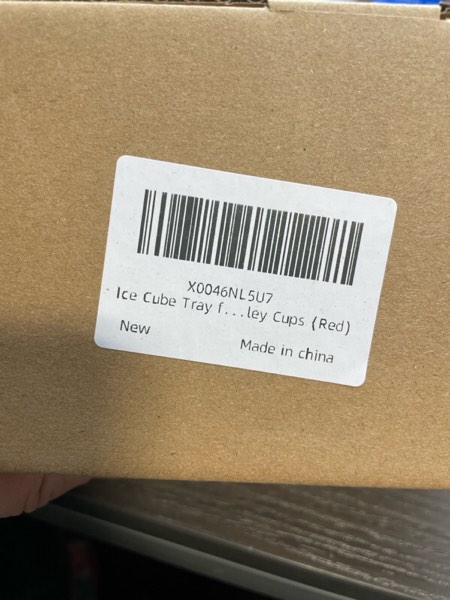 X0046NL5U7
Ice Cube Tray f...ley Cups (Red)
New
Made in china